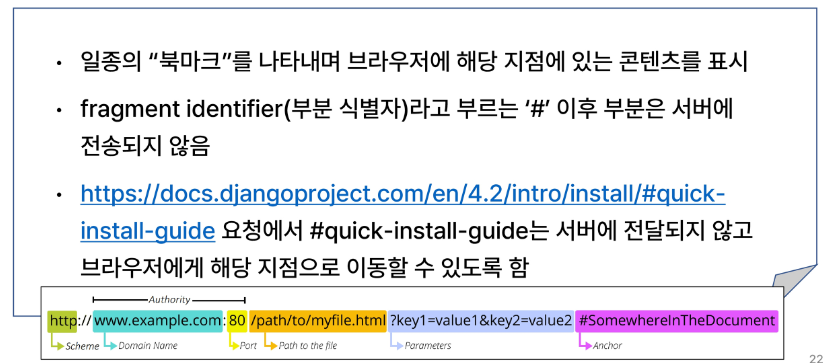 • 일종의 “북마크”를 나타내며 브라우저에 해당 지점에 있는 콘텐츠를 표시
• fragment identifier(부분 식별자)라고 부르는 ‘#’ 이후 부분은 서버에
전송되지 않음
• https://docs.djangoproject.com/en/4.2/intro/install/#quick-
install-guide 요청에서 #quick-install-guide는 서버에 전달되지 않고
브라우저에게 해당 지점으로 이동할 수 있도록 함
Authority
http://www.example.com:80/path/to/myfile.html?key1=value1&key2=value2#SomewhereInTheDocument
Scheme Domain Name Port Path to the file Parameters Anchor
22